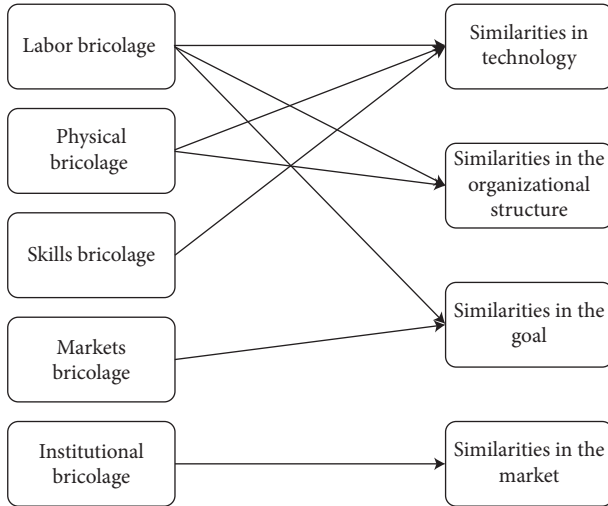 Labor bricolage
Physical
bricolage
Skills bricolage
Markets
bricolage
Institutional
bricolage
Similarities in
technology
Similarities in the
organizational
structure
Similarities in the
goal
Similarities in the
market